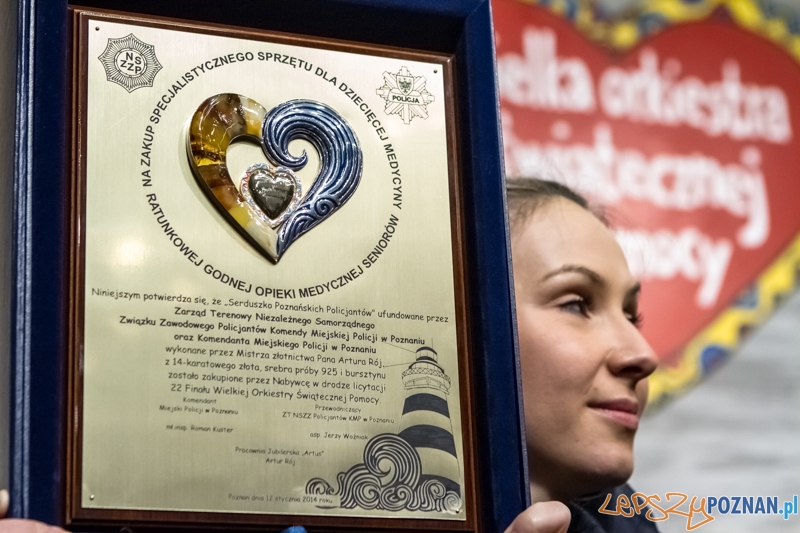 NSZZP
POLICJA
NA ZAKUP SPECJALISTYCZNEGO SPRZĘTU DLA DZIECIĘCEJ MEDYCYNY
RATUNKOWEJ GODNEJ OPIEKI MEDYCZNEJ SENIORÓW
Niniejszym potwierdza się, że „Serduszko Poznańskich Policjantów" ufundowane przez
Zarząd Terenowy Niezależnego Samorządnego
Związku Zawodowego Policjantów Komendy Miejskiej Policji w Poznaniu
oraz Komendanta Miejskiego Policji w Poznaniu
wykonane przez Mistrza złotnictwa Pana Artura Rój
z 14-karatowego złota, srebra próby 925 i bursztynu
zostało zakupione przez Nabywcę w drodze licytacji
22 Finału Wielkiej Orkiestry Świątecznej Pomocy.
Komendant
Miejski Policji w Poznaniu
Przewodniczący
ZT NSZZ Policjantów KMP w Poznaniu
mł.insp. Roman Kuster
asp. Jerzy Woźniak
Pracownia Jubilerska „Artus"
Artur Rój
Poznań dnia 12 stycznia 2014 roku
ielka orkiestra
Świątecznej
Pomocy
LEPSZYPOZNAN.pl